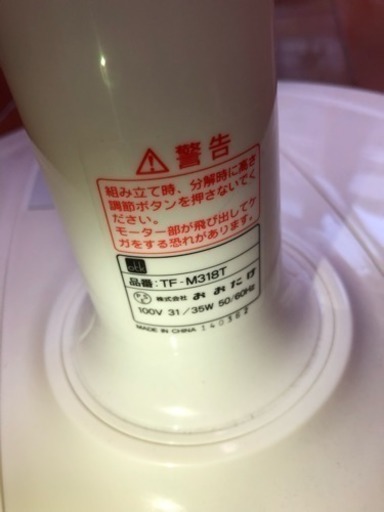 ⚠警告
組み立て時、分解時に高さ
調節ボタンを押さないでく
ださい。
モーター部が飛び出してケ
ガをする恐れがあります。
品番：TF-M318T
株式会社 おおたけ
100V 31/35W 50/60Hz
MADE IN CHINA 140362